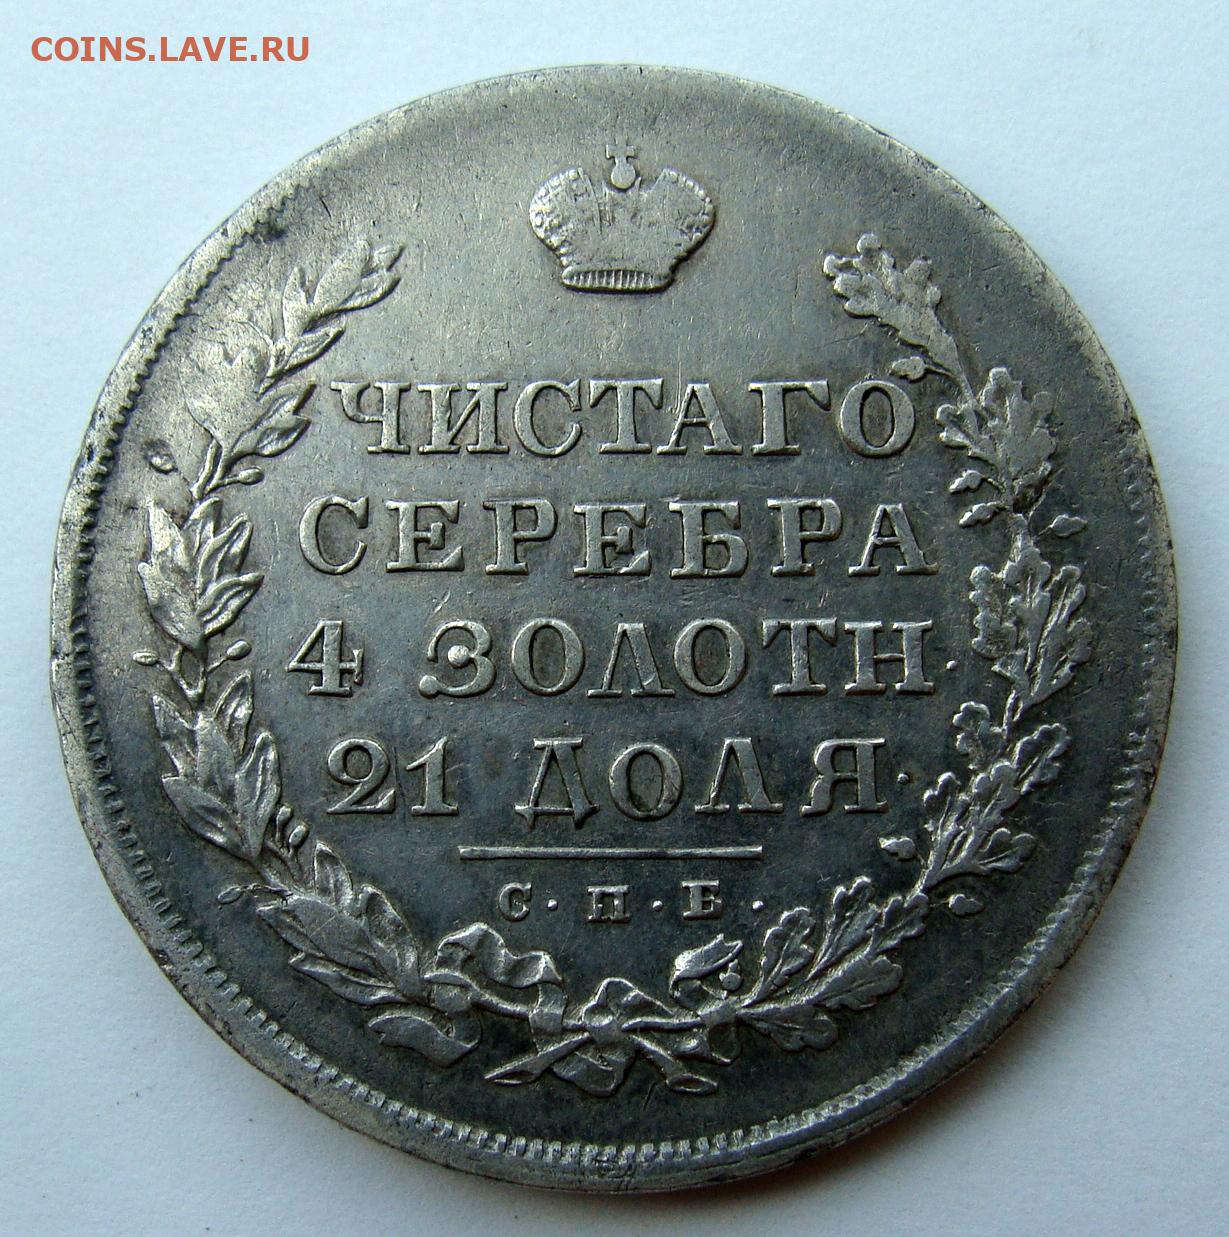 COINS.LAVE.RU
ЧИСТАГО
СЕРЕБРА
4 ЗОЛОТН.
21 ДОЛЯ.
С·П·Б·